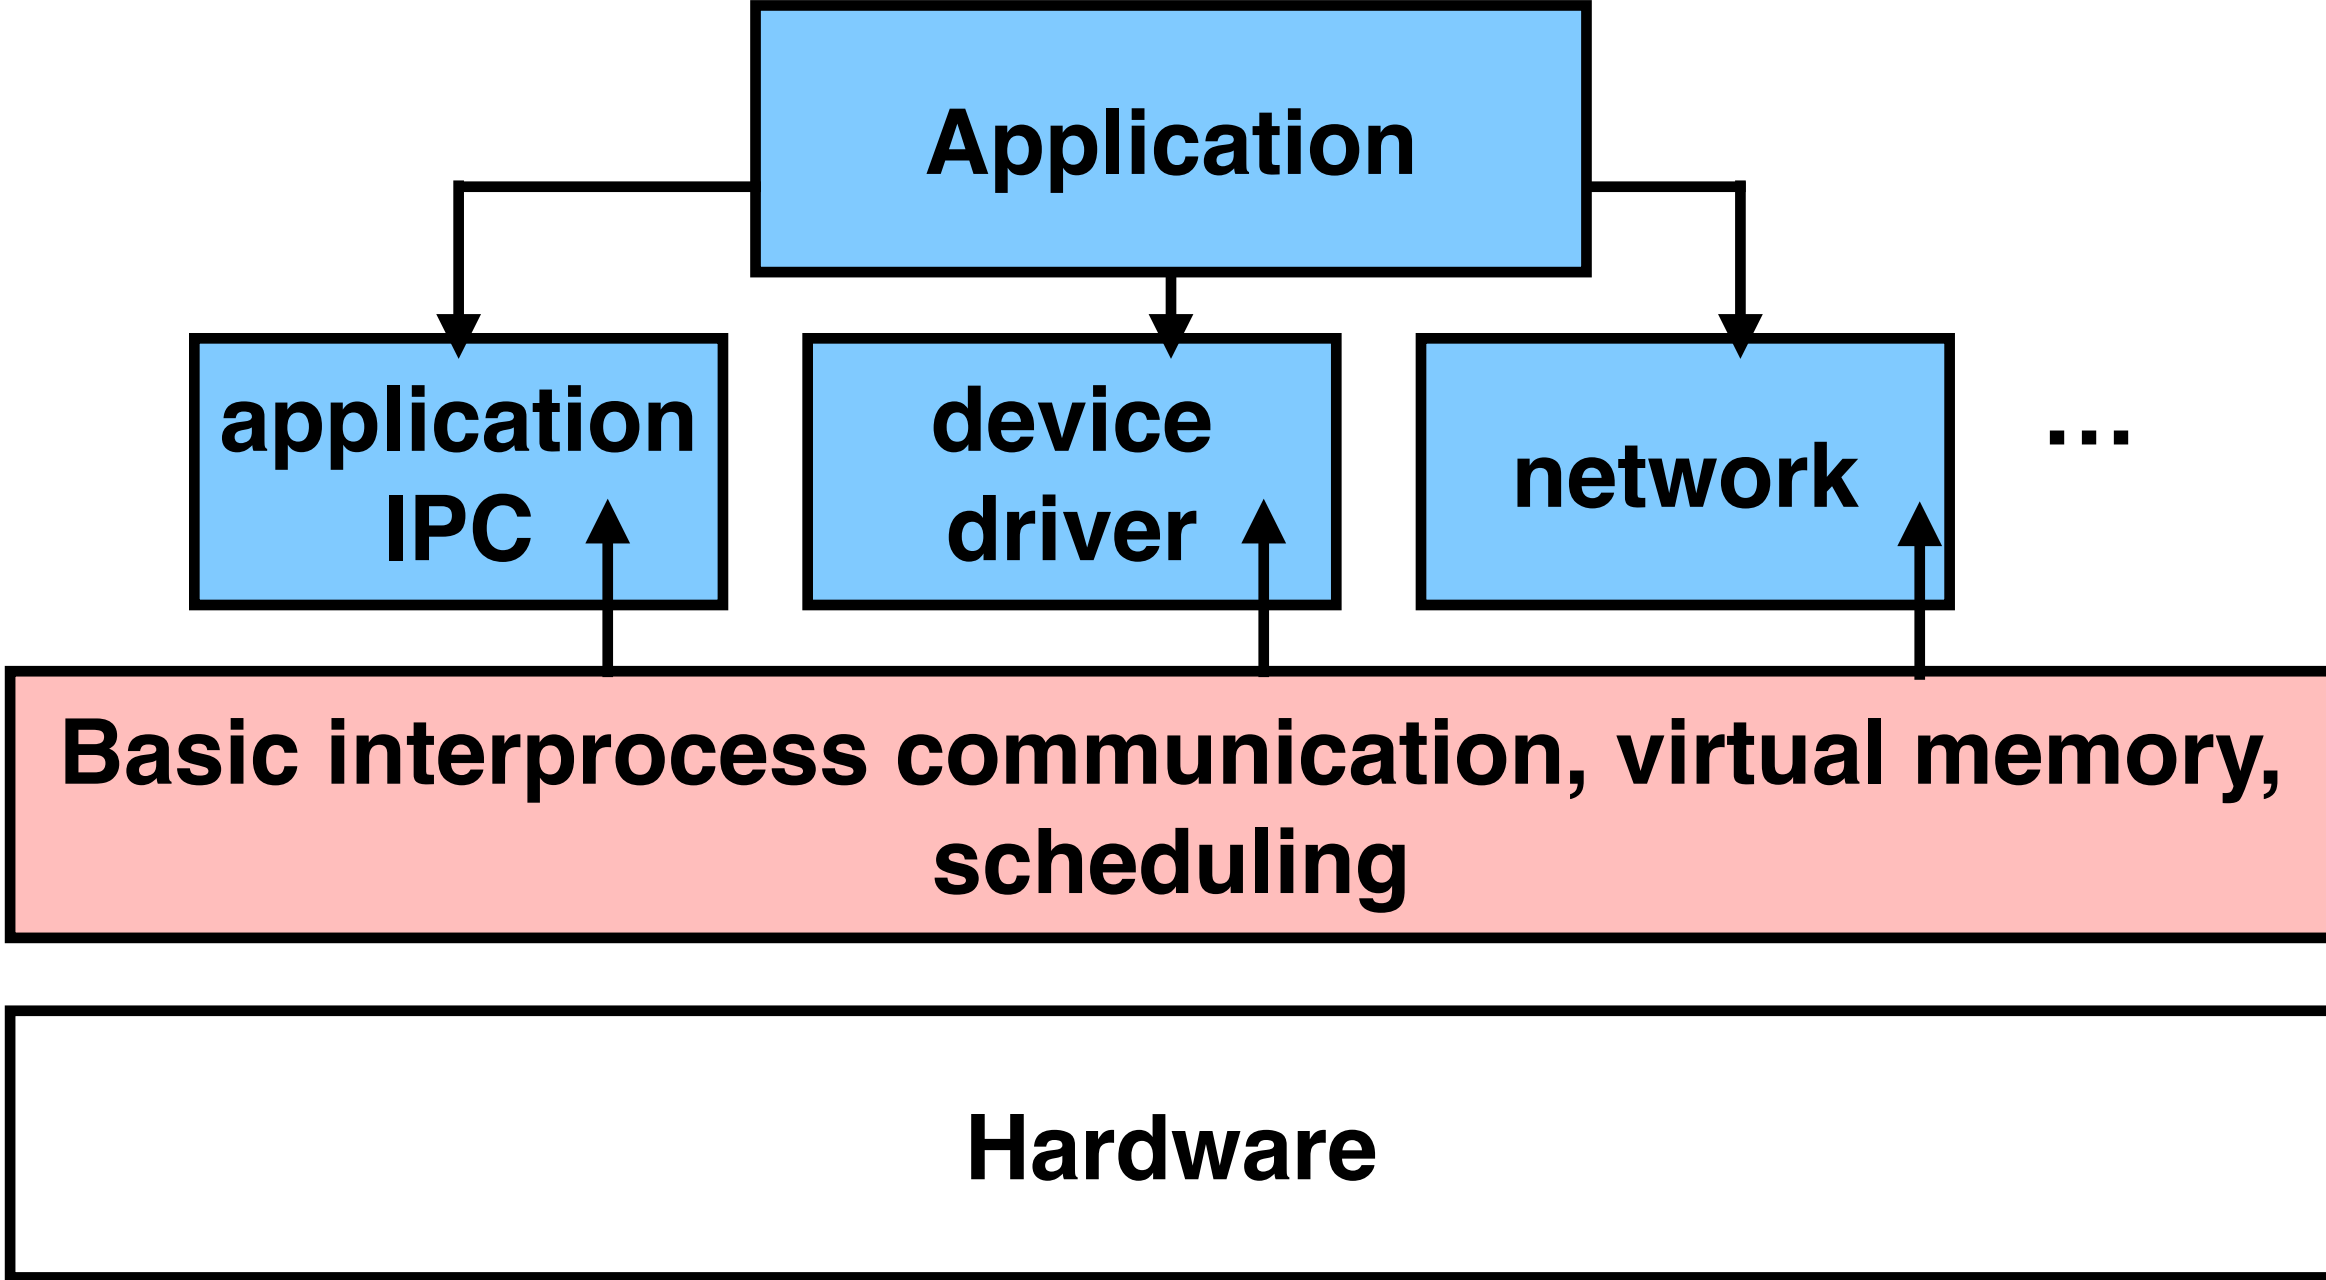 Application
application
IPC
device
driver
network
...
Basic interprocess communication, virtual memory,
scheduling
Hardware